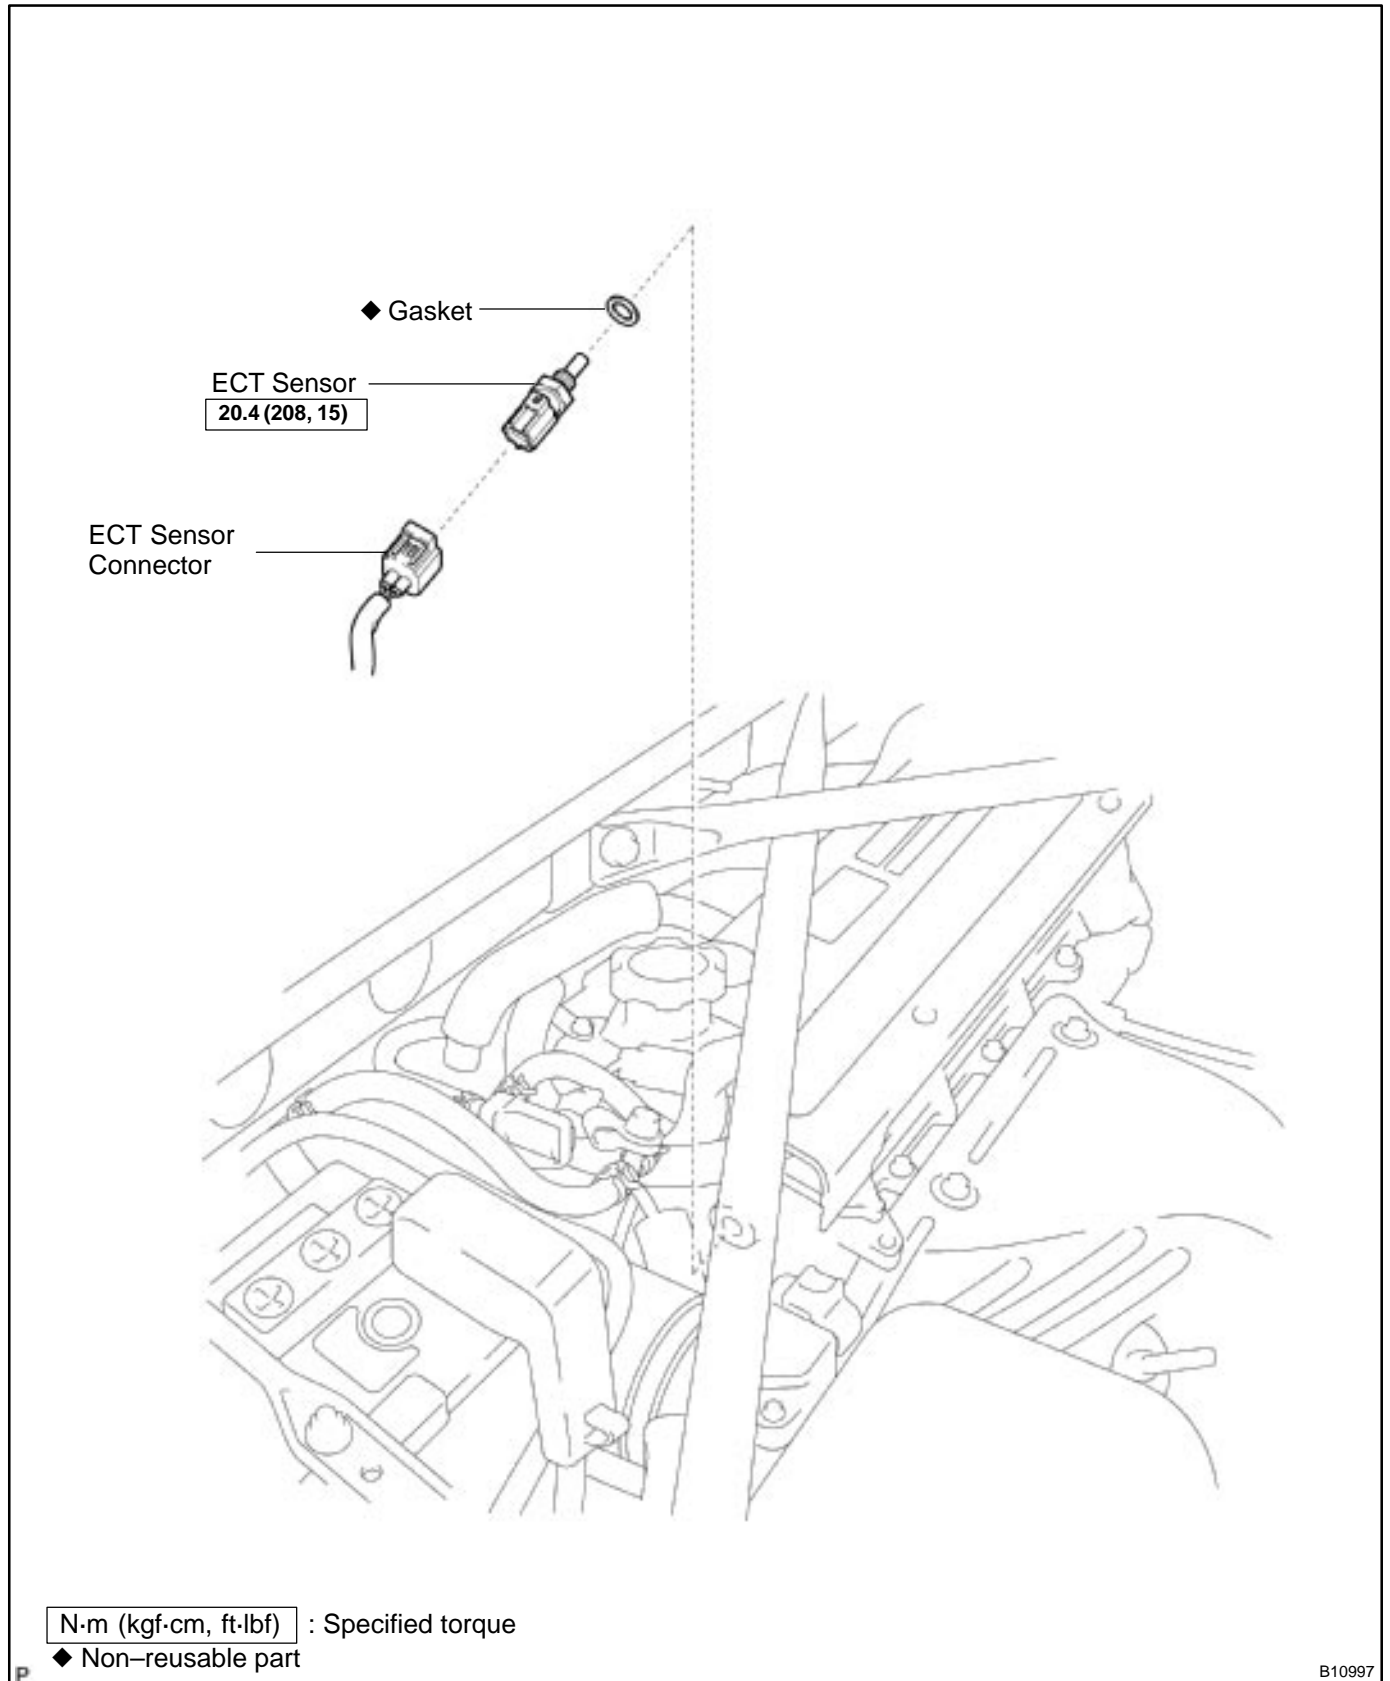 ◆ Gasket
ECT Sensor
20.4 (208, 15)
ECT Sensor
Connector
N·m (kgf·cm, ft·lbf) : Specified torque
◆ Non–reusable part
P
B10997